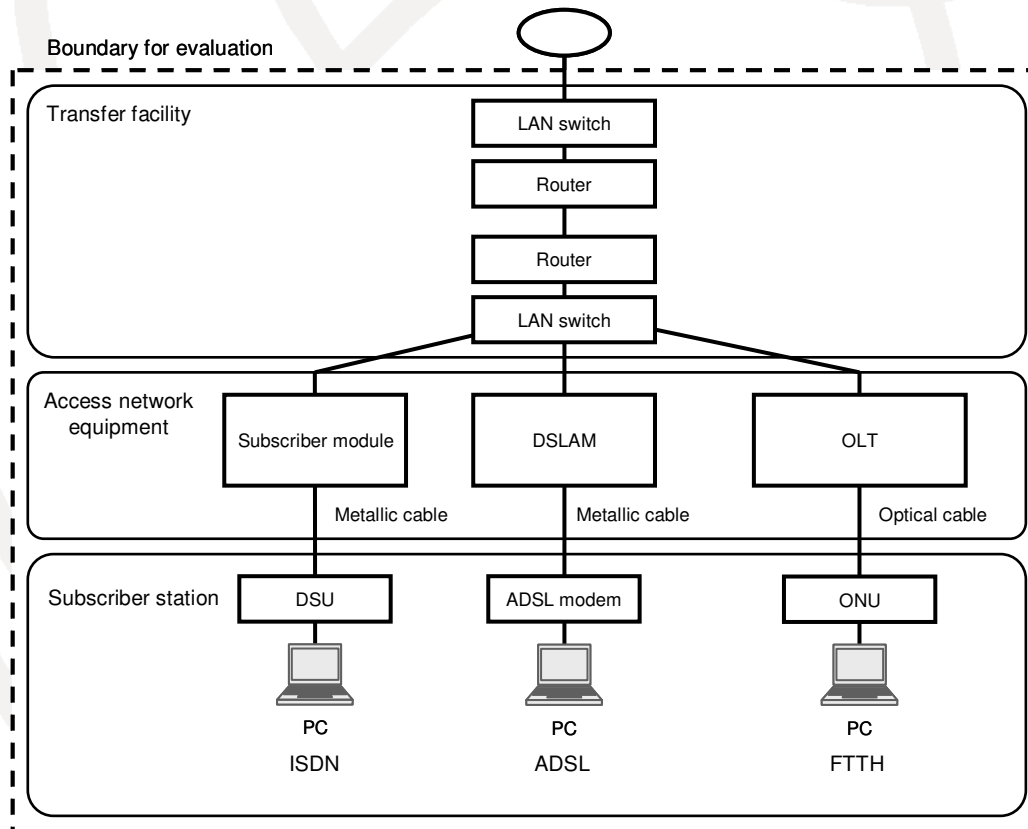 Boundary for evaluation
Transfer facility
LAN switch
Router
Router
LAN switch
Access network
equipment
Subscriber module
DSLAM
OLT
Metallic cable
Metallic cable
Optical cable
Subscriber station
DSU
ADSL modem
ONU
PC
PC
PC
ISDN
ADSL
FTTH